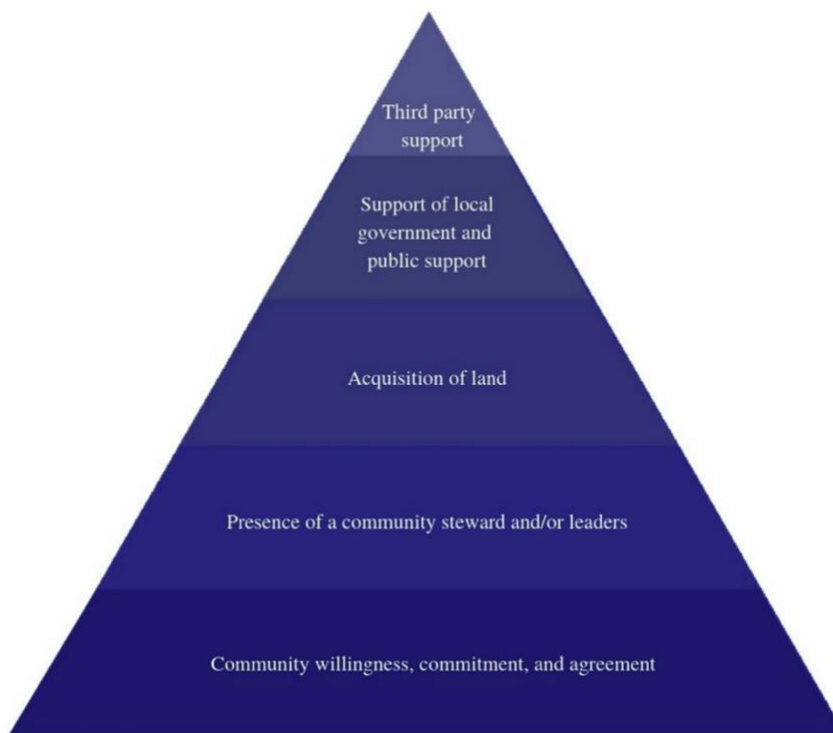 Third party
support
Support of local
government and
public support
Acquisition of land
Presence of a community steward and/or leaders
Community willingness, commitment, and agreement